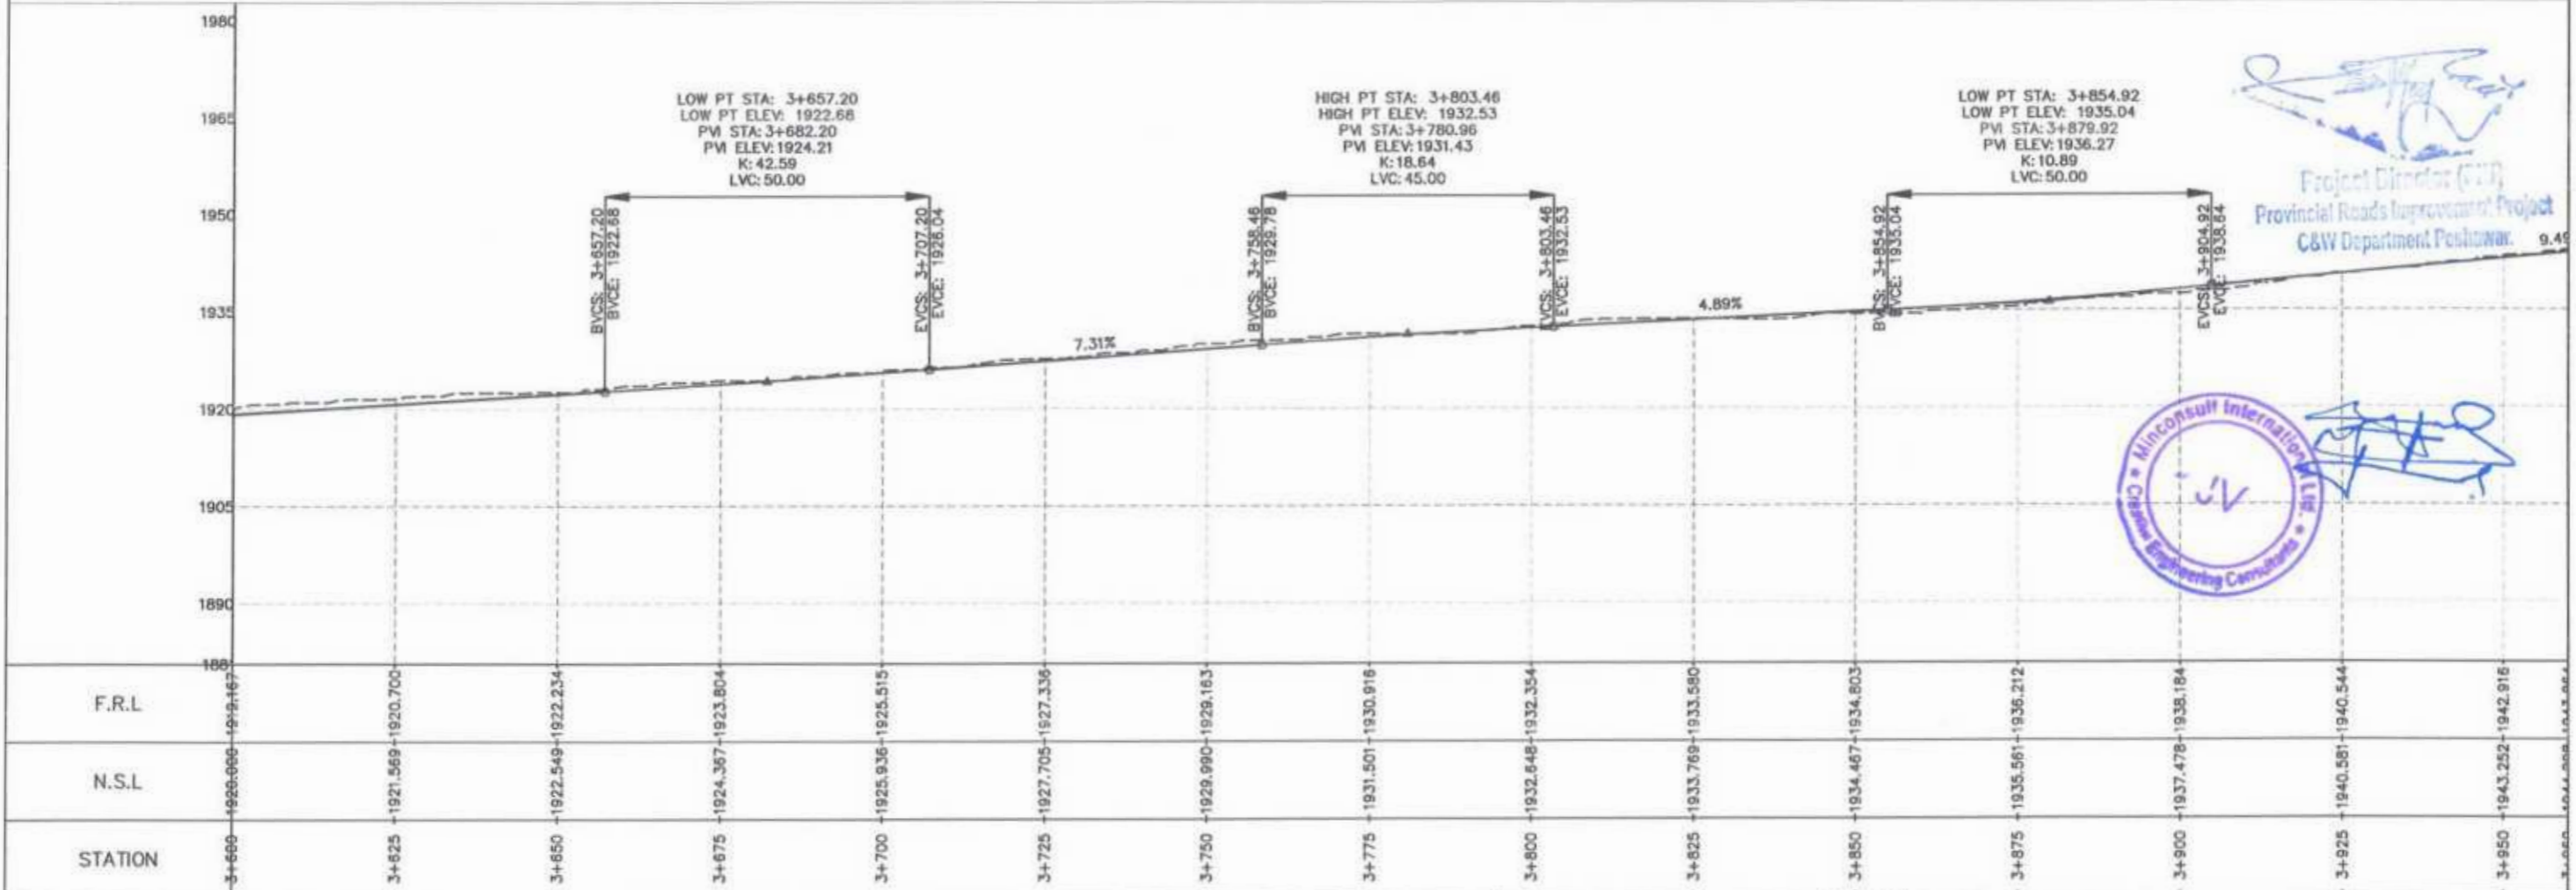 1980
1965
1950
1935
1920
1905
1890
LOW PT STA: 3+657.20
LOW PT ELEV: 1922.68
PVI STA: 3+682.20
PVI ELEV: 1924.21
K: 42.59
LVC: 50.00
BVCS: 3+657.20
BVCE: 1922.68
EVCS: 3+707.20
EVCE: 1926.04
7.31%
HIGH PT STA: 3+803.46
HIGH PT ELEV: 1932.53
PVI STA: 3+780.96
PVI ELEV: 1931.43
K: 18.64
LVC: 45.00
BVCS: 3+758.46
BVCE: 1929.78
EVCS: 3+803.46
EVCE: 1932.53
4.89%
LOW PT STA: 3+854.92
LOW PT ELEV: 1935.04
PVI STA: 3+879.92
PVI ELEV: 1936.27
K: 10.89
LVC: 50.00
BVCS: 3+854.92
BVCE: 1935.04
EVCS: 3+904.92
EVCE: 1938.64
Project Director
Provincial Roads Improvement Project
C&W Department Peshawar.
Minconsult International Ltd. * Creative Engineering Consultants *
JV
F.R.L 1919.167 1920.700 1922.234 1923.804 1925.515 1927.336 1929.163 1930.916 1932.354 1933.580 1934.803 1936.212 1938.184 1940.544 1942.916
N.S.L 1920.000 1921.569 1922.549 1924.367 1925.936 1927.705 1929.990 1931.501 1932.648 1933.769 1934.467 1935.561 1937.478 1940.581 1943.252
STATION 3+600 3+625 3+650 3+675 3+700 3+725 3+750 3+775 3+800 3+825 3+850 3+875 3+900 3+925 3+950